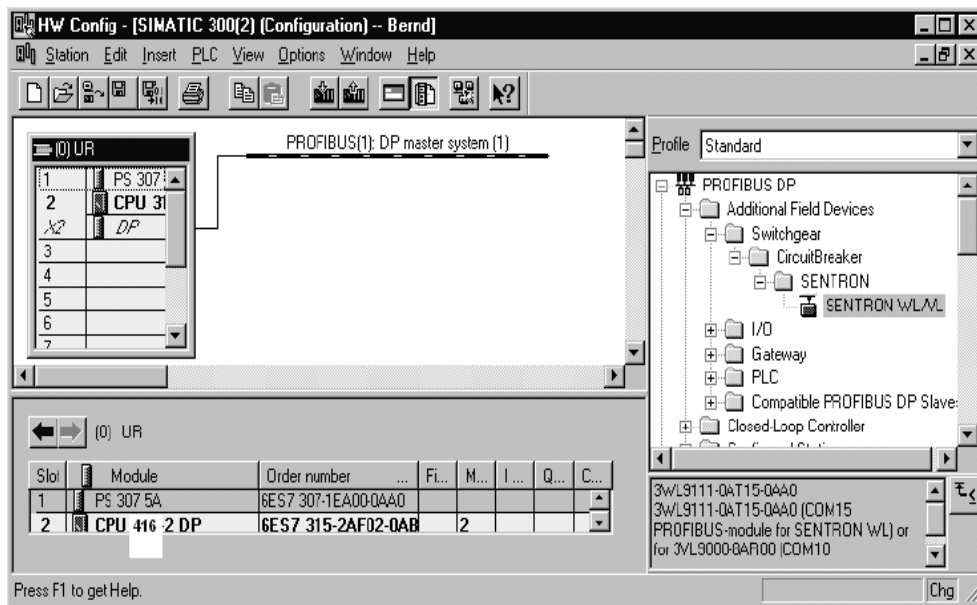 HW Config - [SIMATIC 300(2) (Configuration) -- Bernd]
Station Edit Insert PLC View Options Window Help
(0) UR
1 PS 307
2 CPU 31
X2 DP
3
4
5
6
7
PROFIBUS(1): DP master system (1)
Profile Standard
PROFIBUS DP
Additional Field Devices
Switchgear
CircuitBreaker
SENTRON
SENTRON WL/VL
I/O
Gateway
PLC
Compatible PROFIBUS DP Slave
Closed-Loop Controller
(0) UR
Slot Module Order number ... Fi... M... I ... Q... C...
1 PS 307 5A 6ES7 307-1EA00-0AA0
2 CPU 416 -2 DP 6ES7 315-2AF02-0AB 2
3WL9111-0AT15-0AA0
3WL9111-0AT15-0AA0 (COM15
PROFIBUS-module for SENTRON WL) or
for 3VL9000-8AR00 (COM10
Press F1 to get Help.
Chg